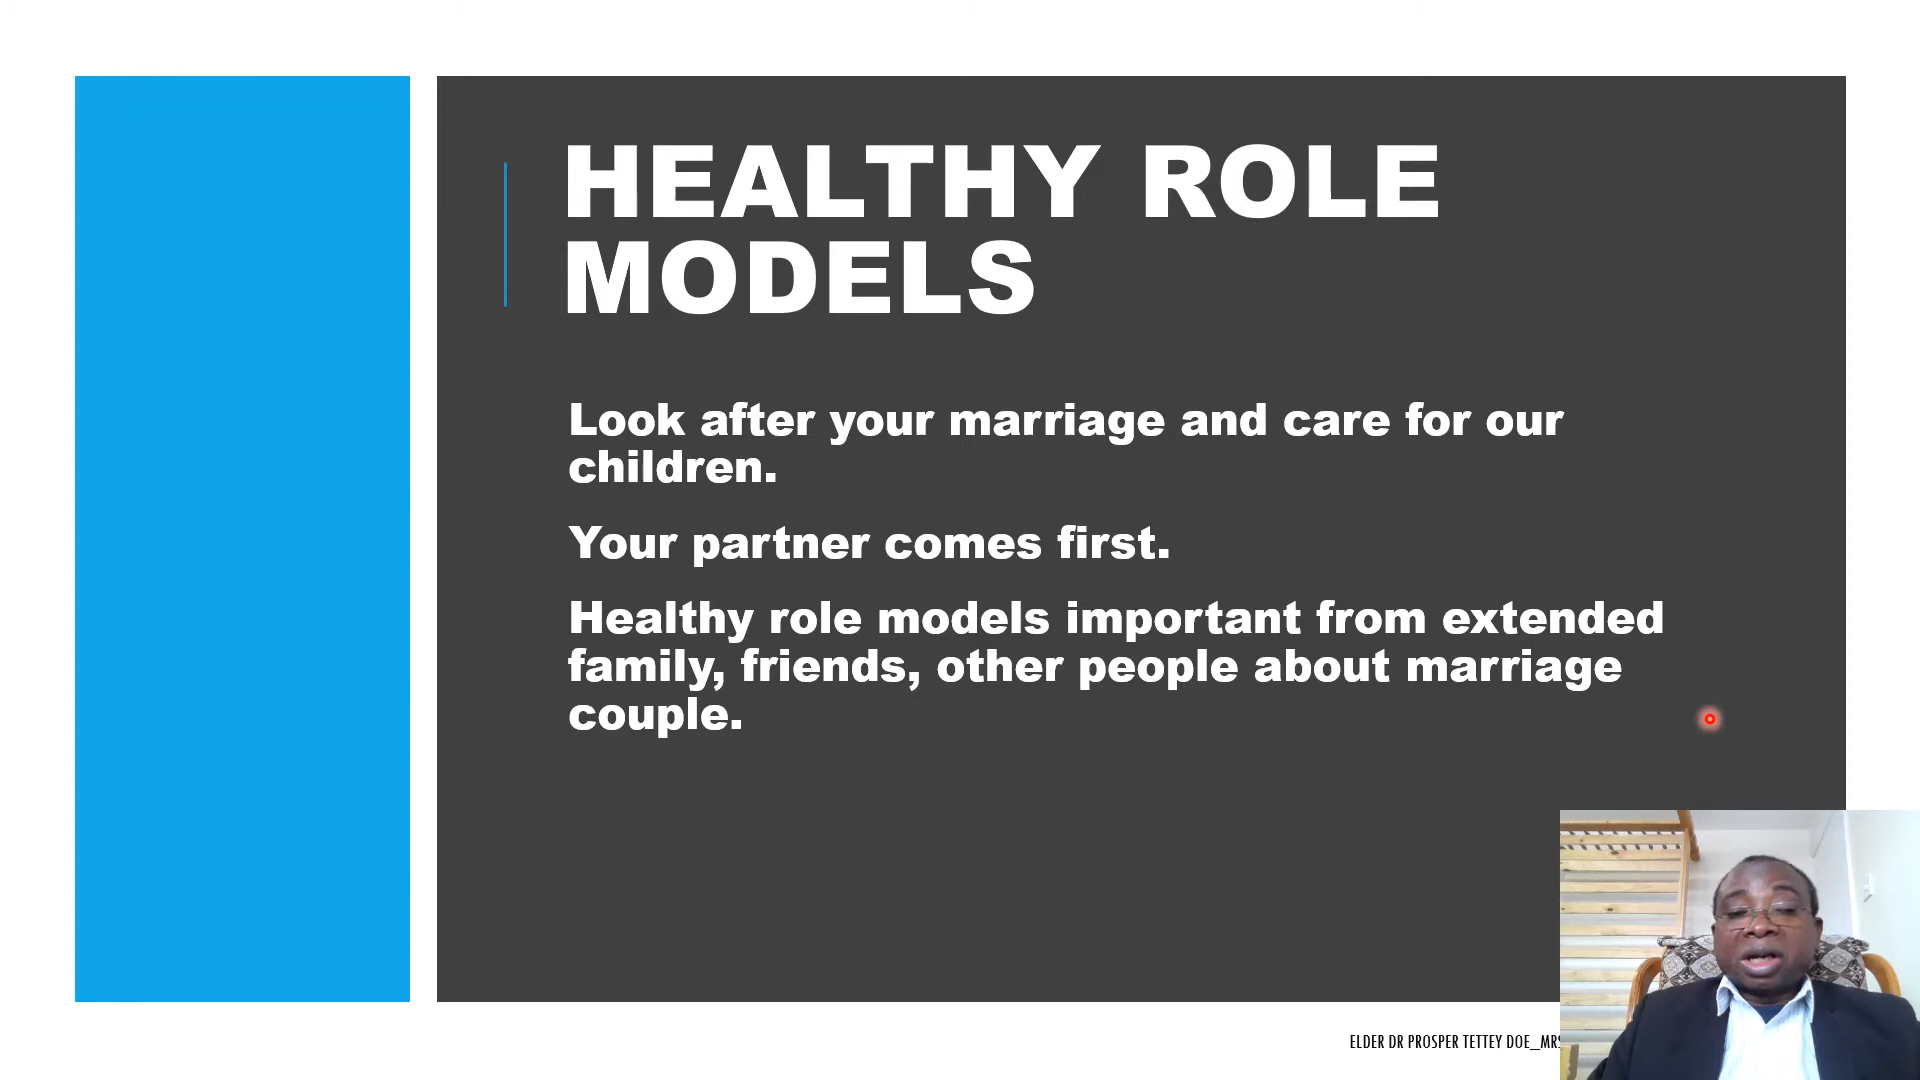 HEALTHY ROLE
MODELS
Look after your marriage and care for our
children.
Your partner comes first.
Healthy role models important from extended
family, friends, other people about marriage
couple.
ELDER DR PROSPER TETTEY DOE_MRS